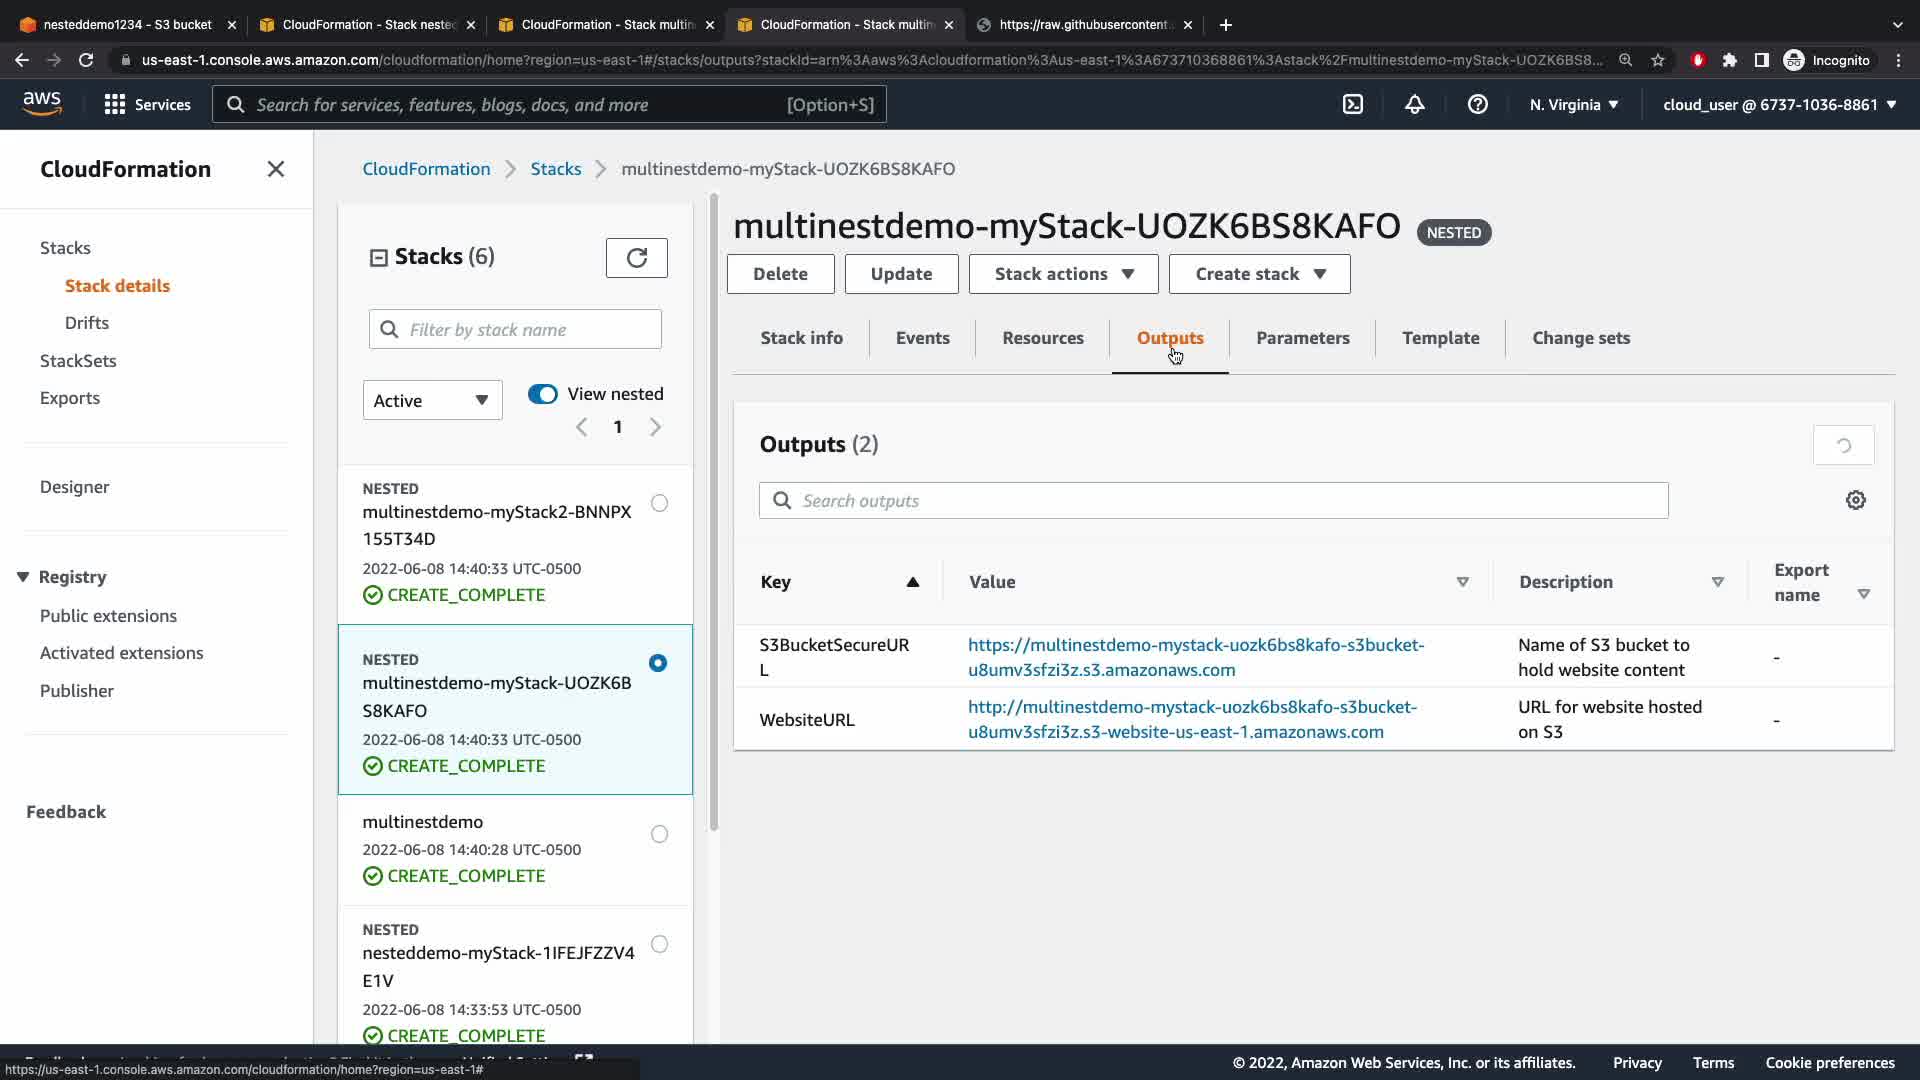 nesteddemo1234 - S3 bucket
CloudFormation - Stack neste
CloudFormation - Stack multin
CloudFormation - Stack multin
https://raw.githubusercontent.
us-east-1.console.aws.amazon.com/cloudformation/home?region=us-east-1#/stacks/outputs?stackId=arn%3Aaws%3Acloudformation%3Aus-east-1%3A673710368861%3Astack%2Fmultinestdemo-myStack-UOZK6BS8...
Incognito
aws
Services
Search for services, features, blogs, docs, and more
[Option+S]
N. Virginia
cloud_user @ 6737-1036-8861
CloudFormation
Stacks
Stack details
Drifts
StackSets
Exports
Designer
Registry
Public extensions
Activated extensions
Publisher
Feedback
CloudFormation
Stacks
multinestdemo-myStack-UOZK6BS8KAFO
Stacks (6)
Filter by stack name
Active
View nested
1
NESTED
multinestdemo-myStack2-BNNPX
155T34D
2022-06-08 14:40:33 UTC-0500
CREATE_COMPLETE
NESTED
multinestdemo-myStack-UOZK6B
S8KAFO
2022-06-08 14:40:33 UTC-0500
CREATE_COMPLETE
multinestdemo
2022-06-08 14:40:28 UTC-0500
CREATE_COMPLETE
NESTED
nesteddemo-myStack-1IFEJFZZV4
E1V
2022-06-08 14:33:53 UTC-0500
CREATE_COMPLETE
multinestdemo-myStack-UOZK6BS8KAFO
NESTED
Delete
Update
Stack actions
Create stack
Stack info
Events
Resources
Outputs
Parameters
Template
Change sets
Outputs (2)
Search outputs
Key
Value
Description
Export
name
S3BucketSecureUR
L
https://multinestdemo-mystack-uozk6bs8kafo-s3bucket-
u8umv3sfzi3z.s3.amazonaws.com
Name of S3 bucket to
hold website content
-
WebsiteURL
http://multinestdemo-mystack-uozk6bs8kafo-s3bucket-
u8umv3sfzi3z.s3-website-us-east-1.amazonaws.com
URL for website hosted
on S3
-
https://us-east-1.console.aws.amazon.com/cloudformation/home?region=us-east-1#
© 2022, Amazon Web Services, Inc. or its affiliates.
Privacy
Terms
Cookie preferences